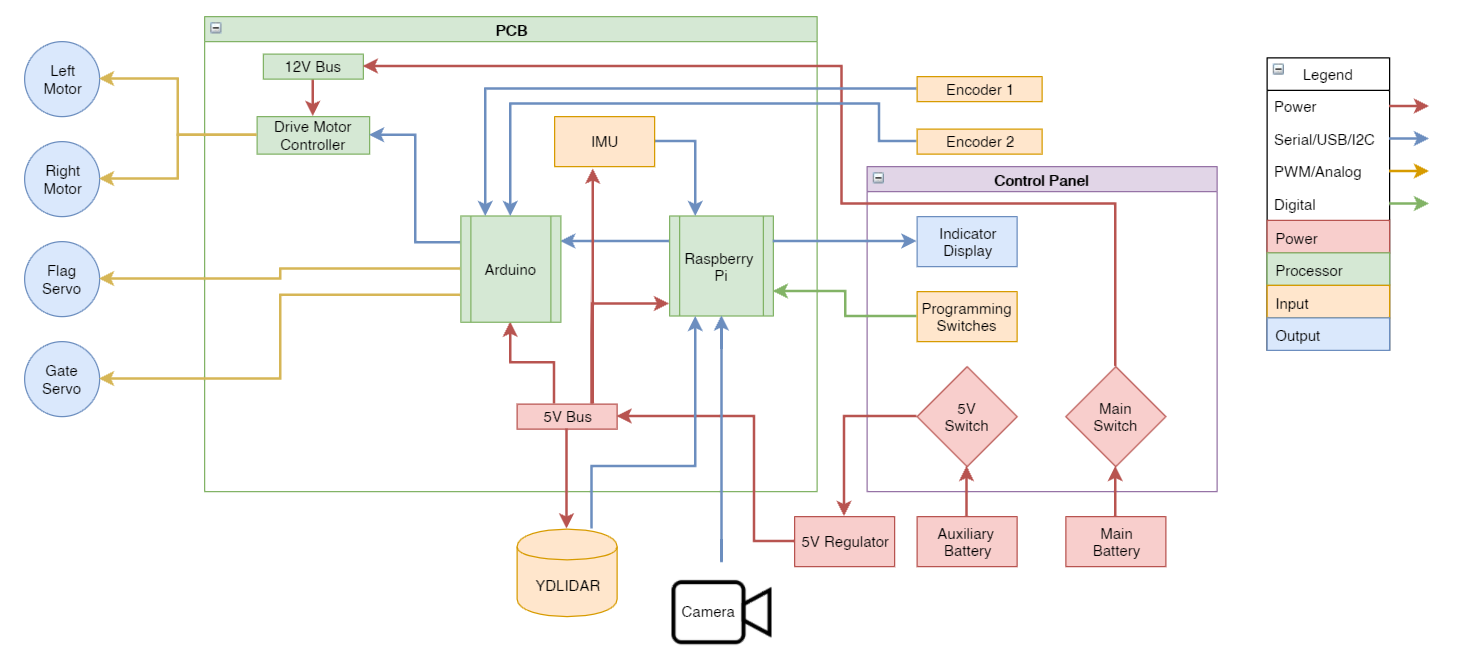 PCB
Left
Motor
12V Bus
Encoder 1
Drive Motor
Controller
IMU
Encoder 2
Right
Motor
Control Panel
Indicator
Display
Arduino
Raspberry
Pi
Flag
Servo
Programming
Switches
Gate
Servo
5V Bus
5V
Switch
Main
Switch
5V Regulator
Auxiliary
Battery
Main
Battery
YDLIDAR
Camera
Legend
Power
Serial/USB/I2C
PWM/Analog
Digital
Power
Processor
Input
Output